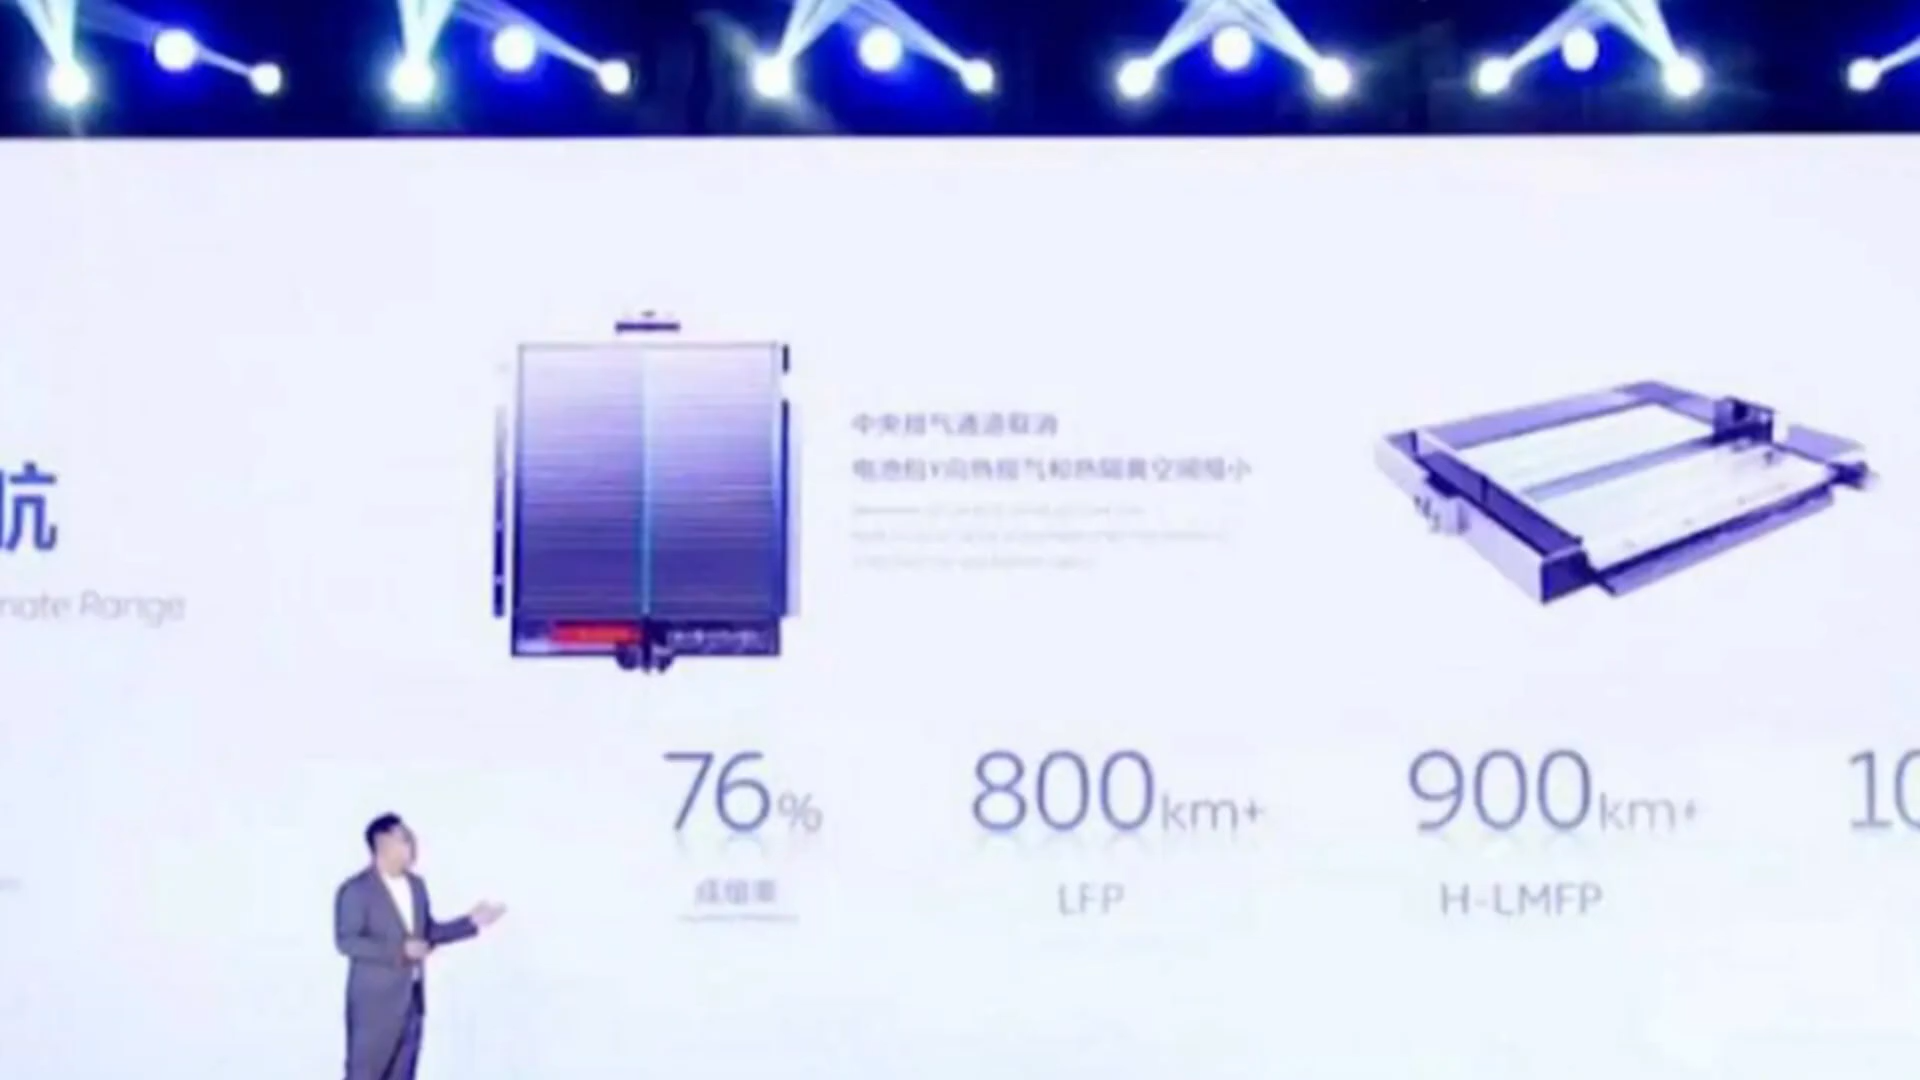 航
mate Range
中央排气通道取消
电池包Y向热排气和热隔离空间缩小
76%
800km+
900km+
10
成组率
LFP
H-LMFP